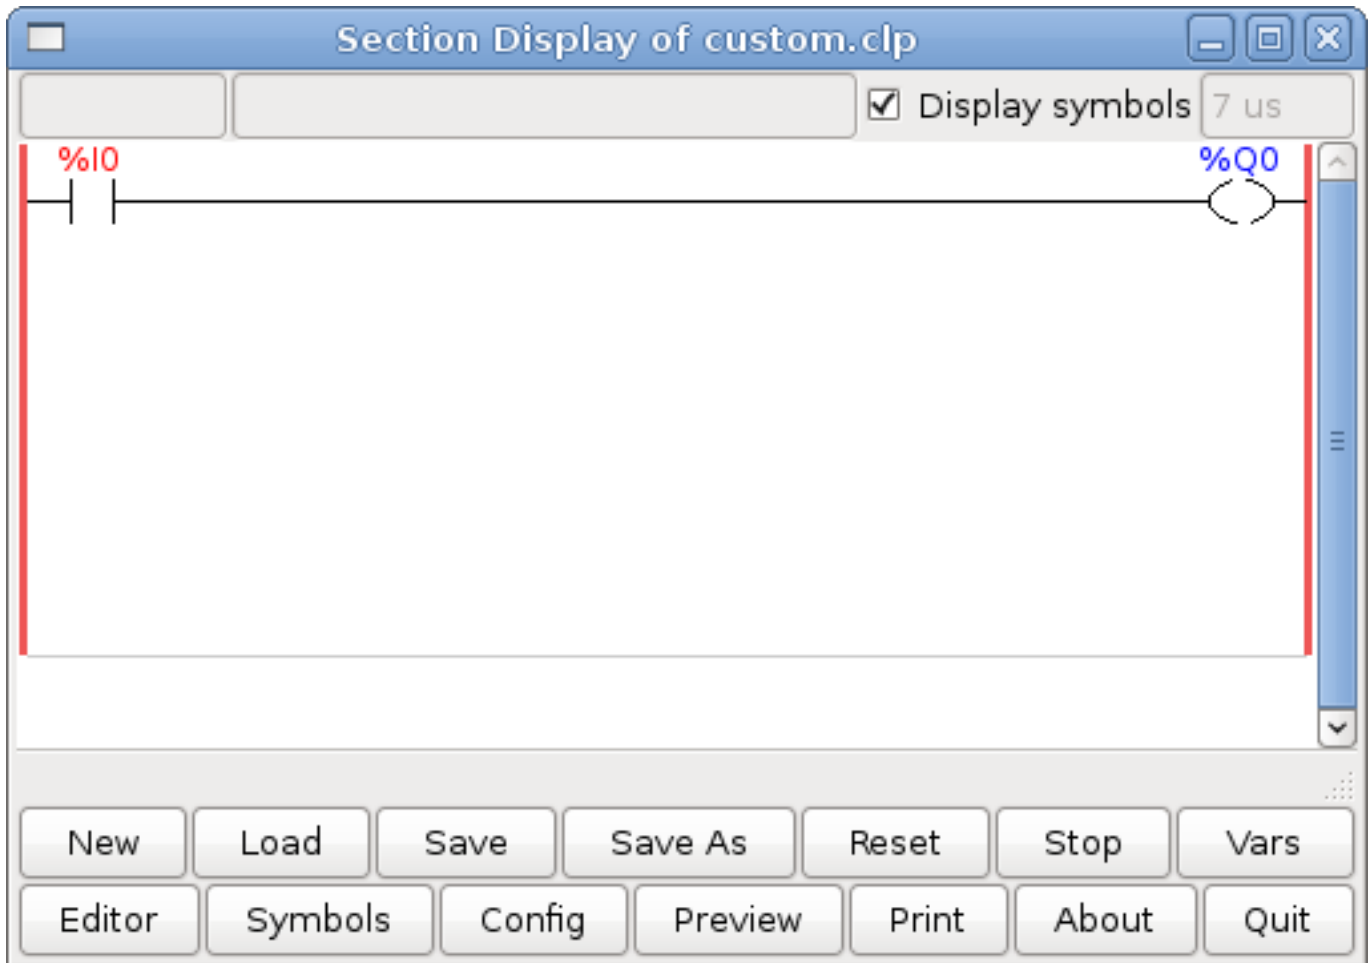 Section Display of custom.clp
Display symbols 7 us
%I0 %Q0
New Load Save Save As Reset Stop Vars
Editor Symbols Config Preview Print About Quit